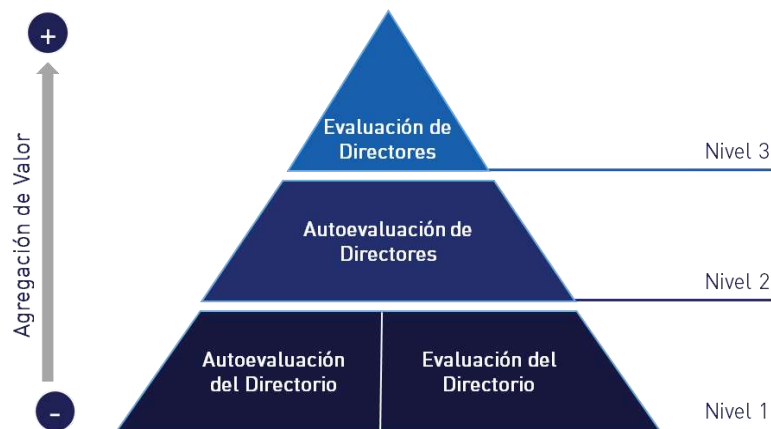 +
Agregación de Valor
-
Evaluación de
Directores
Nivel 3
Autoevaluación de
Directores
Nivel 2
Autoevaluación
del Directorio
Evaluación del
Directorio
Nivel 1